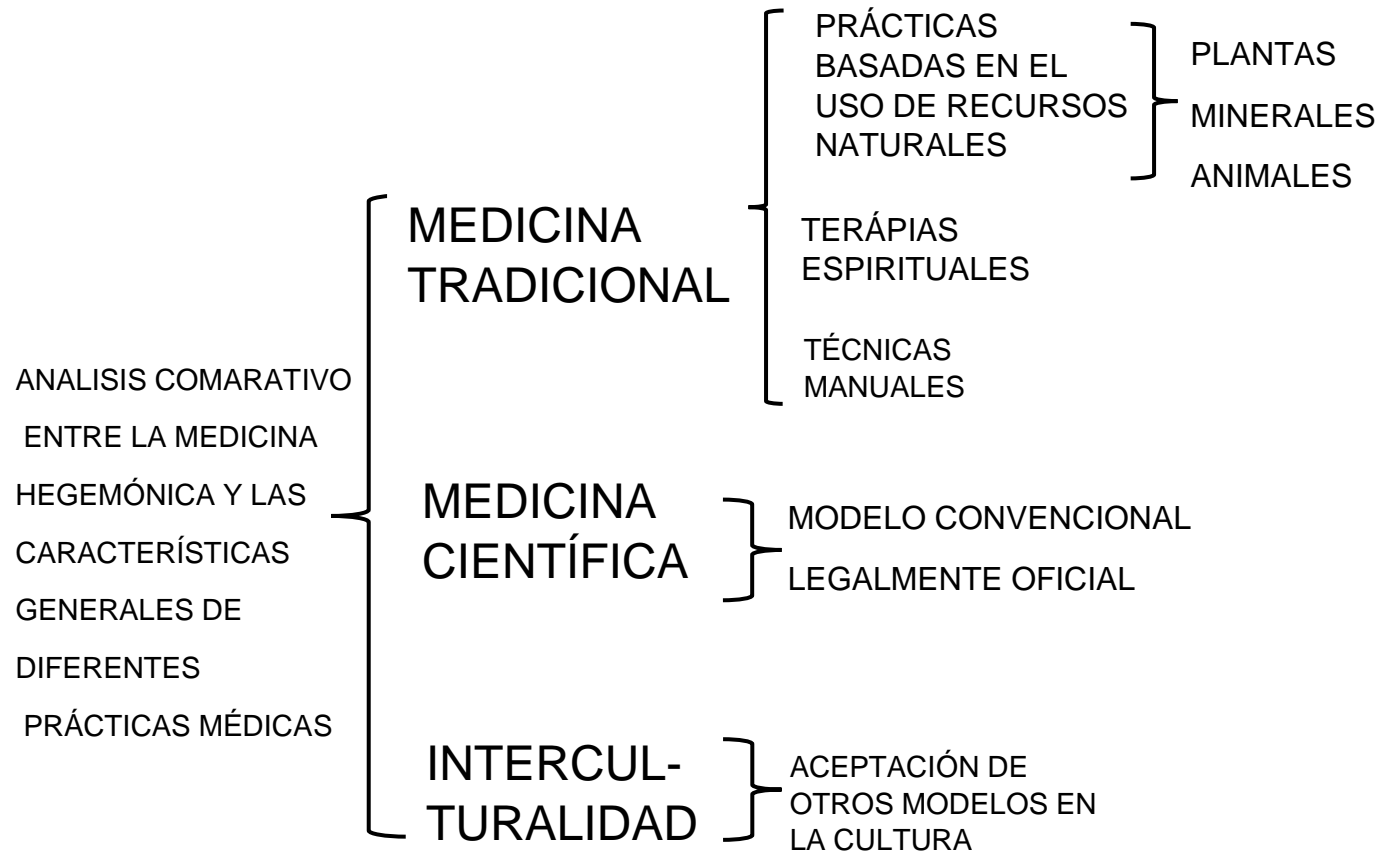 ANALISIS COMARATIVO
ENTRE LA MEDICINA
HEGEMÓNICA Y LAS
CARACTERÍSTICAS
GENERALES DE
DIFERENTES
PRÁCTICAS MÉDICAS
MEDICINA
TRADICIONAL
PRÁCTICAS
BASADAS EN EL
USO DE RECURSOS
NATURALES
PLANTAS
MINERALES
ANIMALES
TERÁPIAS
ESPIRITUALES
TÉCNICAS
MANUALES
MEDICINA
CIENTÍFICA
MODELO CONVENCIONAL
LEGALMENTE OFICIAL
INTERCUL-
TURALIDAD
ACEPTACIÓN DE
OTROS MODELOS EN
LA CULTURA